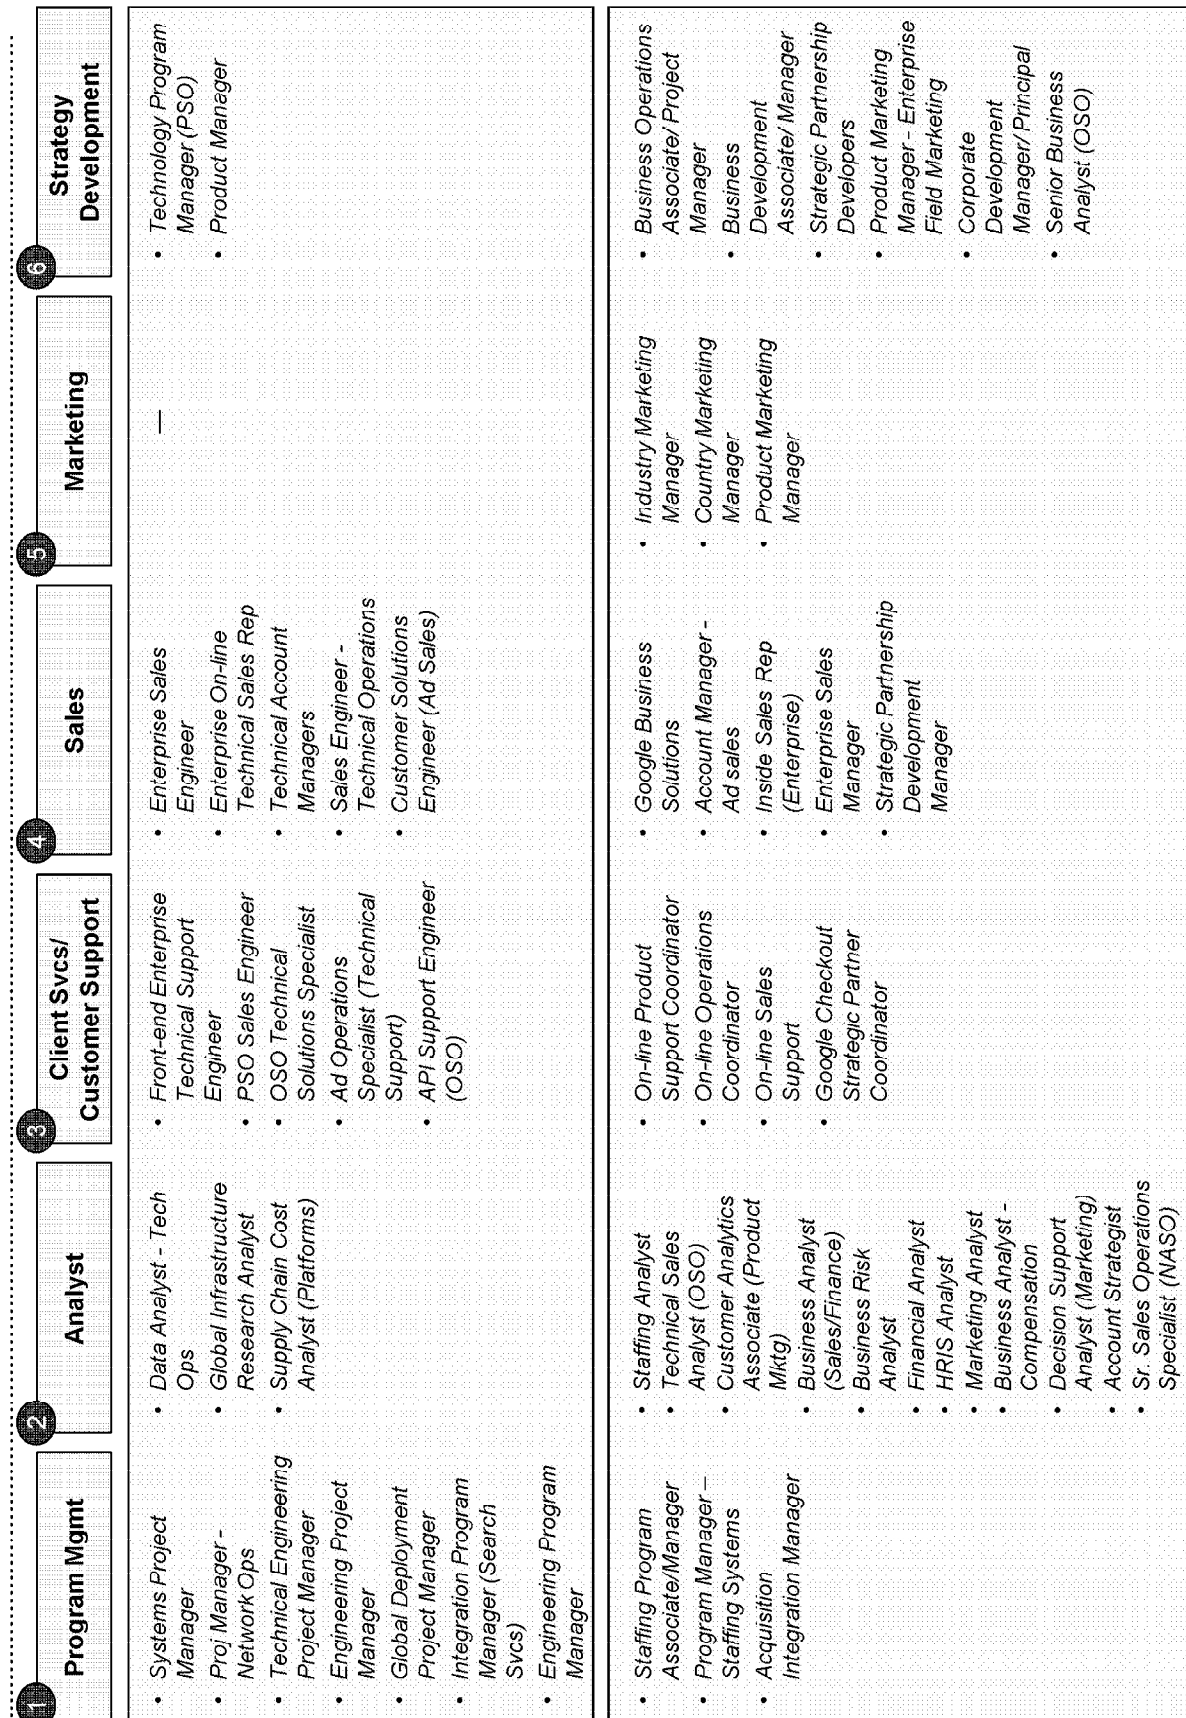 1
Program Mgmt
2
Analyst
3
Client Svcs/
Customer Support
4
Sales
5
Marketing
6
Strategy
Development
• Systems Project
Manager
• Proj Manager -
Network Ops
• Technical Engineering
Project Manager
• Engineering Project
Manager
• Global Deployment
Project Manager
• Integration Program
Manager (Search
Svcs)
• Engineering Program
Manager
• Data Analyst - Tech
Ops
• Global Infrastructure
Research Analyst
• Supply Chain Cost
Analyst (Platforms)
• Front-end Enterprise
Technical Support
Engineer
• PSO Sales Engineer
• OSO Technical
Solutions Specialist
• Ad Operations
Specialist (Technical
Support)
• API Support Engineer
(OSO)
• Enterprise Sales
Engineer
• Enterprise On-line
Technical Sales Rep
• Technical Account
Managers
• Sales Engineer -
Technical Operations
• Customer Solutions
Engineer (Ad Sales)
—
• Technology Program
Manager (PSO)
• Product Manager
• Staffing Program
Associate/Manager
• Program Manager –
Staffing Systems
• Acquisition
Integration Manager
• Staffing Analyst
• Technical Sales
Analyst (OSO)
• Customer Analytics
Associate (Product
Mktg)
• Business Analyst
(Sales/Finance)
• Business Risk
Analyst
• Financial Analyst
• HRIS Analyst
• Marketing Analyst
• Business Analyst -
Compensation
• Decision Support
Analyst (Marketing)
• Account Strategist
• Sr. Sales Operations
Specialist (NASO)
• On-line Product
Support Coordinator
• On-line Operations
Coordinator
• On-line Sales
Support
• Google Checkout
Strategic Partner
Coordinator
• Google Business
Solutions
• Account Manager -
Ad sales
• Inside Sales Rep
(Enterprise)
• Enterprise Sales
Manager
• Strategic Partnership
Development
Manager
• Industry Marketing
Manager
• Country Marketing
Manager
• Product Marketing
Manager
• Business Operations
Associate/ Project
Manager
• Business
Development
Associate/ Manager
• Strategic Partnership
Developers
• Product Marketing
Manager - Enterprise
Field Marketing
• Corporate
Development
Manager/ Principal
• Senior Business
Analyst (OSO)